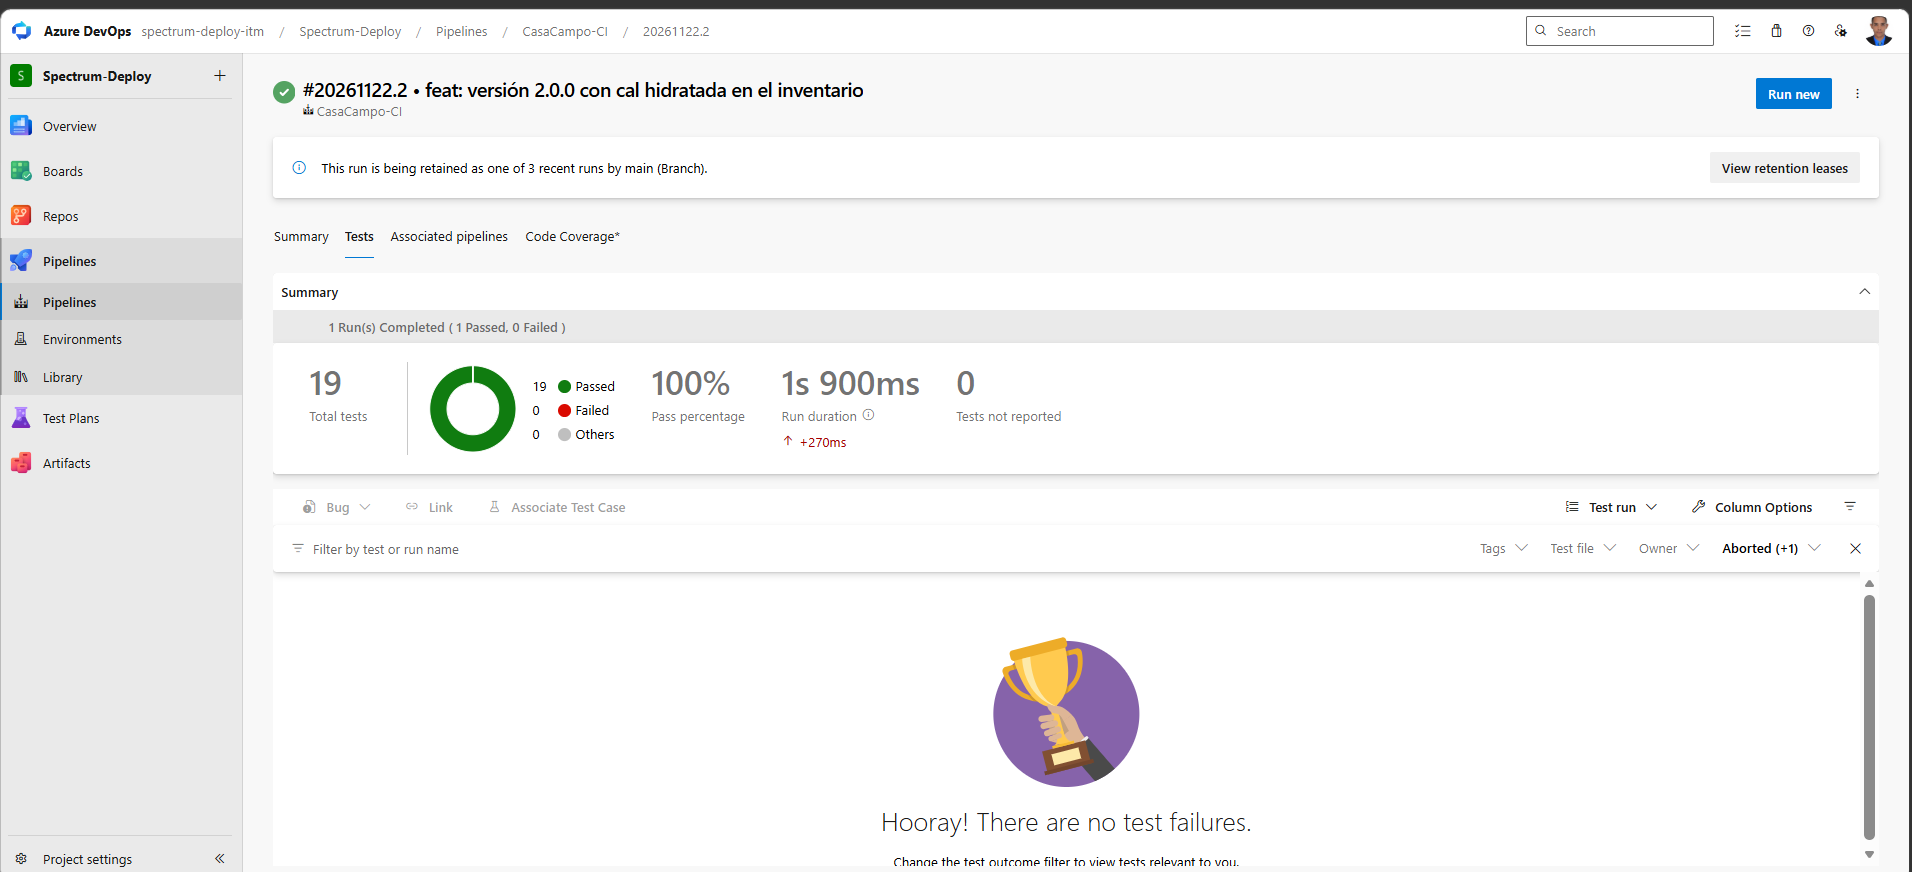 Azure DevOps spectrum-deploy-itm / Spectrum-Deploy / Pipelines / CasaCampo-CI / 20261122.2
Search
S Spectrum-Deploy
Overview
Boards
Repos
Pipelines
Pipelines
Environments
Library
Test Plans
Artifacts
Project settings
#20261122.2 • feat: versión 2.0.0 con cal hidratada en el inventario
CasaCampo-CI
Run new
This run is being retained as one of 3 recent runs by main (Branch).
View retention leases
Summary Tests Associated pipelines Code Coverage*
Summary
1 Run(s) Completed ( 1 Passed, 0 Failed )
19
Total tests
19 Passed
0 Failed
0 Others
100%
Pass percentage
1s 900ms
Run duration
+270ms
0
Tests not reported
Bug Link Associate Test Case
Test run Column Options
Filter by test or run name
Tags Test file Owner Aborted (+1)
Hooray! There are no test failures.
Change the test outcome filter to view tests relevant to you.